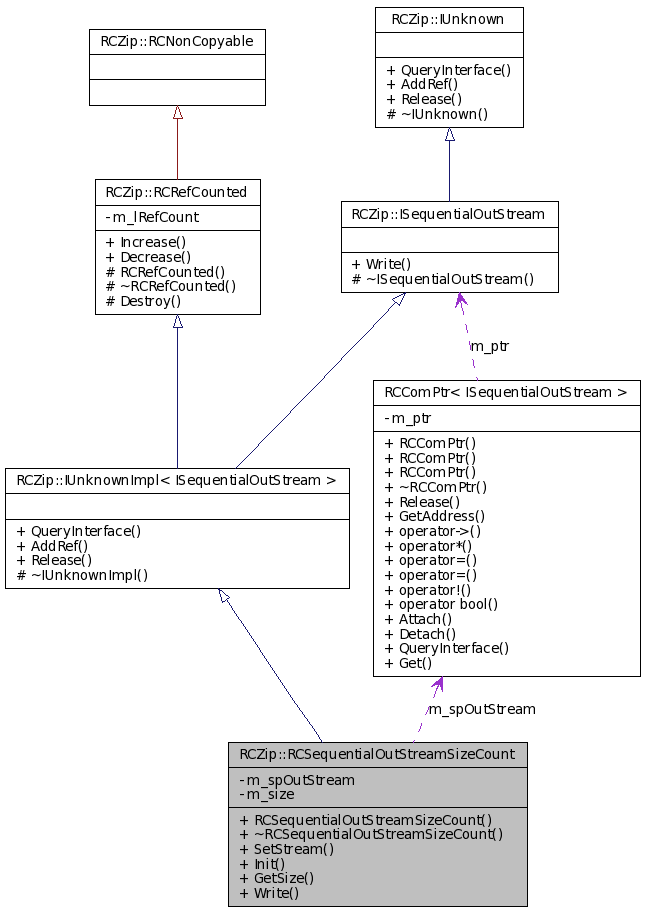 RCZip::RCNonCopyable
RCZip::IUnknown
+ QueryInterface()
+ AddRef()
+ Release()
# ~IUnknown()
RCZip::RCRefCounted
- m_lRefCount
+ Increase()
+ Decrease()
# RCRefCounted()
# ~RCRefCounted()
# Destroy()
RCZip::ISequentialOutStream
+ Write()
# ~ISequentialOutStream()
m_ptr
RCComPtr< ISequentialOutStream >
- m_ptr
+ RCComPtr()
+ RCComPtr()
+ RCComPtr()
+ ~RCComPtr()
+ Release()
+ GetAddress()
+ operator->()
+ operator*()
+ operator=()
+ operator=()
+ operator!()
+ operator bool()
+ Attach()
+ Detach()
+ QueryInterface()
+ Get()
RCZip::IUnknownImpl< ISequentialOutStream >
+ QueryInterface()
+ AddRef()
+ Release()
# ~IUnknownImpl()
m_spOutStream
RCZip::RCSequentialOutStreamSizeCount
- m_spOutStream
- m_size
+ RCSequentialOutStreamSizeCount()
+ ~RCSequentialOutStreamSizeCount()
+ SetStream()
+ Init()
+ GetSize()
+ Write()